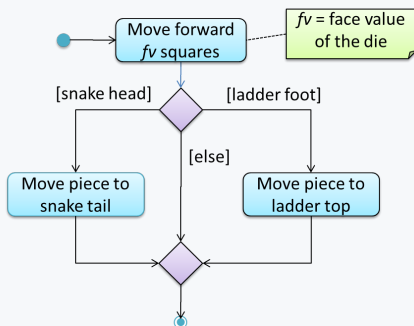 Move forward
fv squares
fv = face value
of the die
[snake head]
[ladder foot]
[else]
Move piece to
snake tail
Move piece to
ladder top